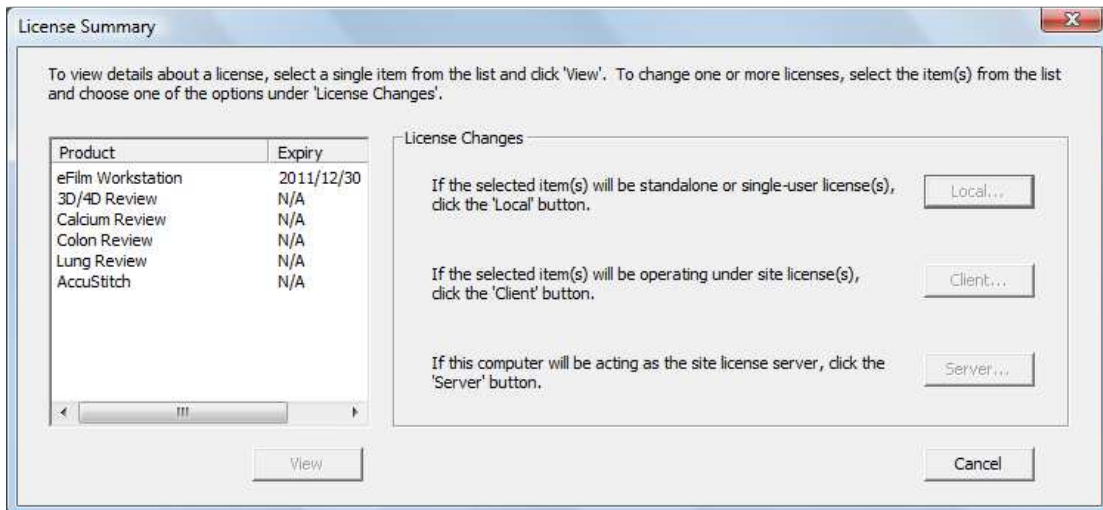 License Summary
To view details about a license, select a single item from the list and click 'View'. To change one or more licenses, select the item(s) from the list
and choose one of the options under 'License Changes'.
Product Expiry
eFilm Workstation 2011/12/30
3D/4D Review N/A
Calcium Review N/A
Colon Review N/A
Lung Review N/A
AccuStitch N/A
View
License Changes
If the selected item(s) will be standalone or single-user license(s),
click the 'Local' button.
Local...
If the selected item(s) will be operating under site license(s),
click the 'Client' button.
Client...
If this computer will be acting as the site license server, click the
'Server' button.
Server...
Cancel